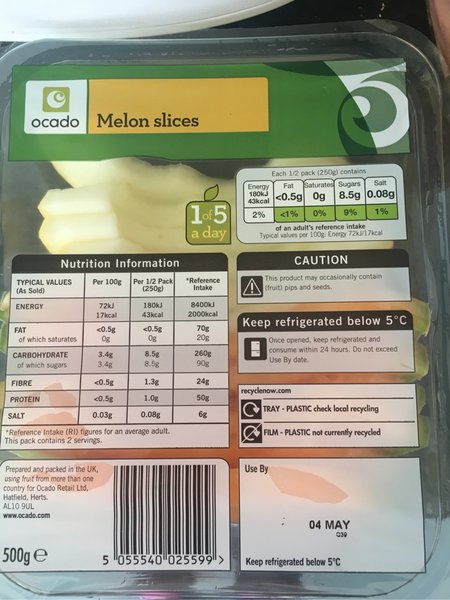 ocado
Melon slices
Each 1/2 pack (250g) contains
Energy 180kJ 43kcal Fat <0.5g Saturates 0g Sugars 8.5g Salt 0.08g
2% <1% 0% 9% 1%
of an adult's reference intake
Typical values per 100g: Energy 72kJ/17kcal
1 of 5
a day
Nutrition Information
TYPICAL VALUES (As Sold) Per 100g Per 1/2 Pack (250g) *Reference Intake
ENERGY 72kJ 180kJ 8400kJ
17kcal 43kcal 2000kcal
FAT <0.5g <0.5g 70g
of which saturates 0g 0g 20g
CARBOHYDRATE 3.4g 8.5g 260g
of which sugars 3.4g 8.5g 90g
FIBRE <0.5g 1.3g 24g
PROTEIN <0.5g 1.0g 50g
SALT 0.03g 0.08g 6g
*Reference Intake (RI) figures for an average adult.
This pack contains 2 servings.
CAUTION
This product may occasionally contain
(fruit) pips and seeds.
Keep refrigerated below 5°C
Once opened, keep refrigerated and
consume within 24 hours. Do not exceed
Use By date.
recyclenow.com
TRAY - PLASTIC check local recycling
FILM - PLASTIC not currently recycled
Prepared and packed in the UK,
using fruit from more than one
country for Ocado Retail Ltd,
Hatfield, Herts.
AL10 9UL
www.ocado.com
500g e
5 055540 025599 >
Use By
04 MAY
Q39
Keep refrigerated below 5°C